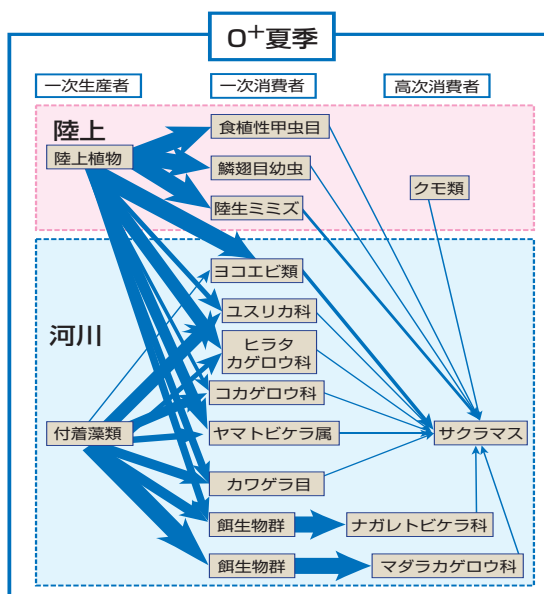 0+夏季
一次生産者
一次消費者
高次消費者
陸上
食植性甲虫目
陸上植物
鱗翅目幼虫
クモ類
陸生ミミズ
ヨコエビ類
河川
ユスリカ科
ヒラタ
カゲロウ科
コカゲロウ科
付着藻類
ヤマトビケラ属
サクラマス
カワゲラ目
餌生物群
ナガレトビケラ科
餌生物群
マダラカゲロウ科